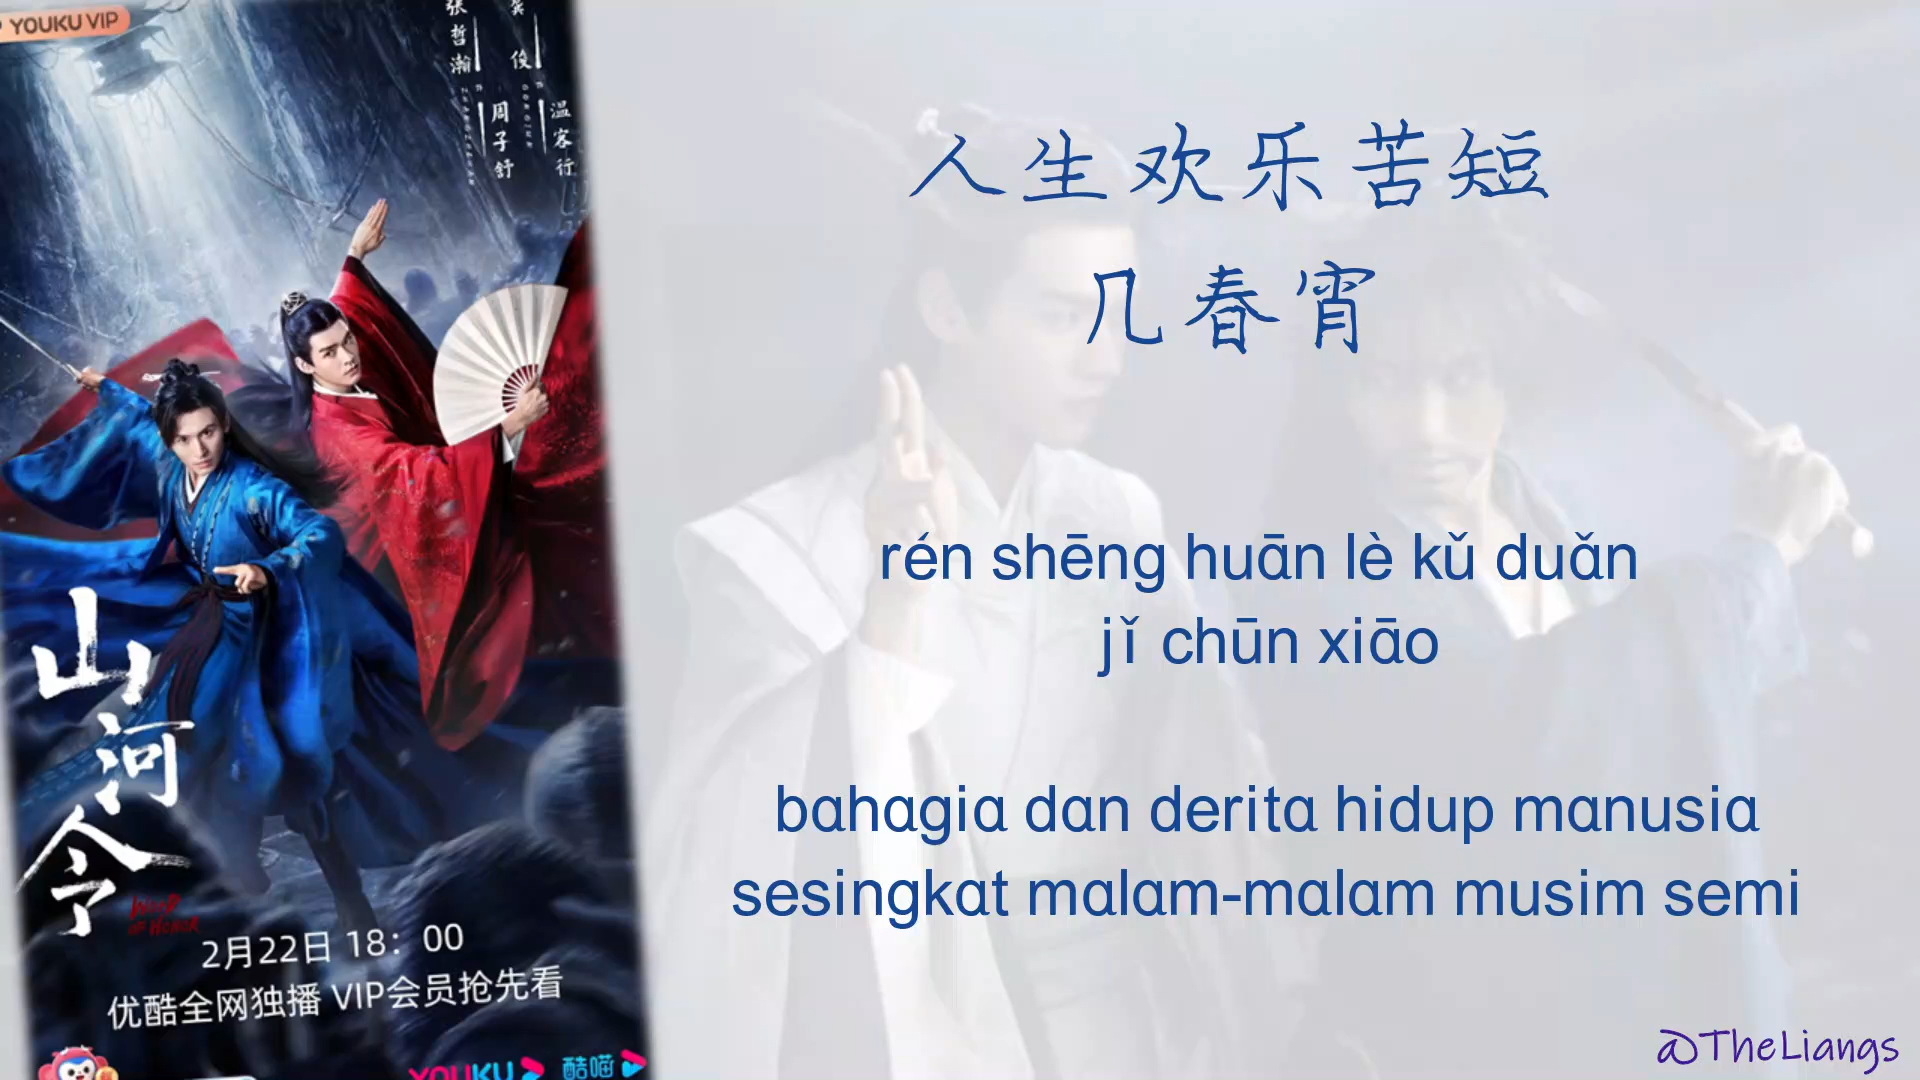 YOUKU VIP
张哲瀚
周子舒
龚俊
温客行
山河令
WORD OF HONOR
2月22日 18：00
优酷全网独播 VIP会员抢先看
YOUKU 酷喵
人生欢乐苦短
几春宵
rén shēng huān lè kǔ duǎn
jǐ chūn xiāo
bahagia dan derita hidup manusia
sesingkat malam-malam musim semi
@TheLiangs